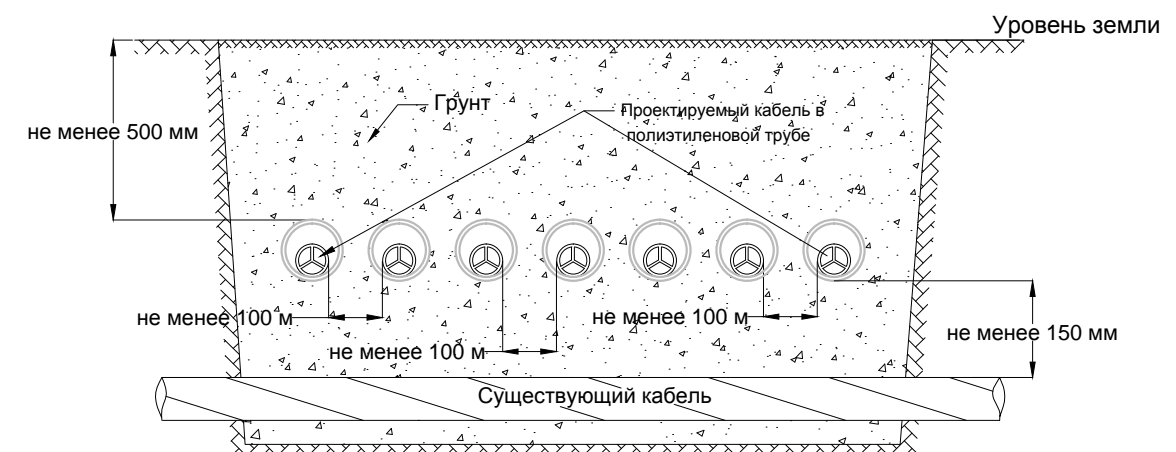 Уровень земли
Грунт
Проектируемый кабель в
полиэтиленовой трубе
не менее 500 мм
не менее 100 м
не менее 100 м
не менее 100 м
не менее 150 мм
Существующий кабель